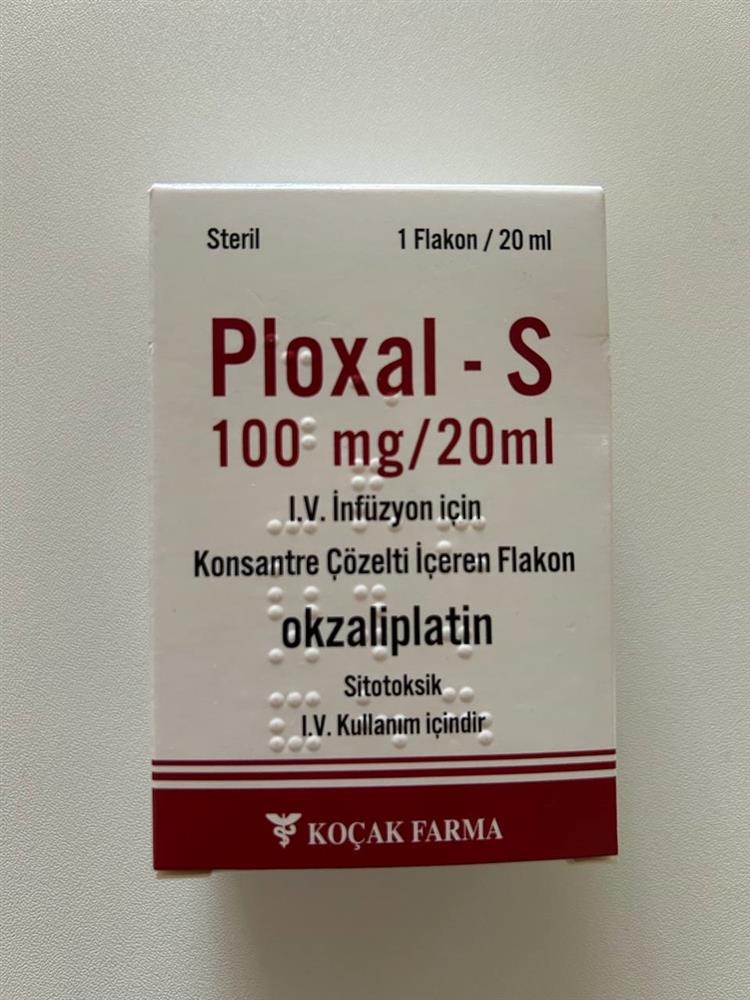 Steril 1 Flakon / 20 ml
Ploxal - S
100 mg/20ml
I.V. İnfüzyon için
Konsantre Çözelti İçeren Flakon
okzaliplatin
Sitotoksik
I.V. Kullanım içindir
KOÇAK FARMA